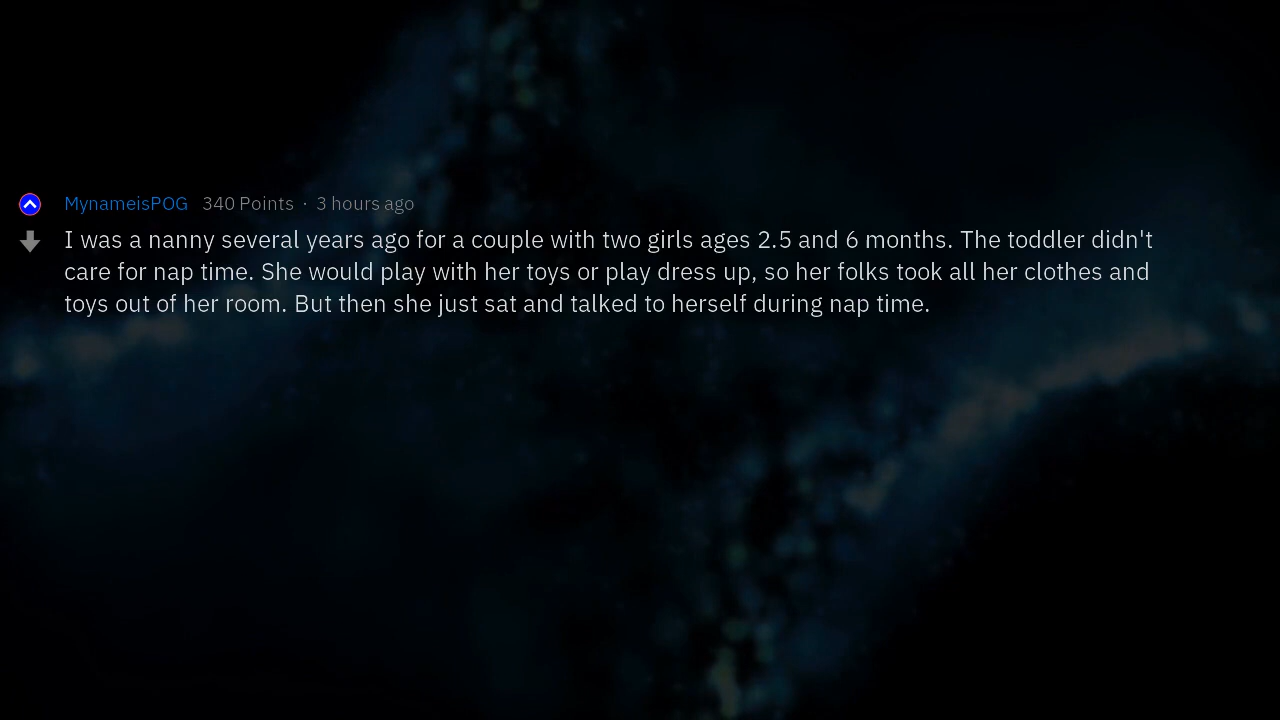 MynameisPOG 340 Points · 3 hours ago
I was a nanny several years ago for a couple with two girls ages 2.5 and 6 months. The toddler didn't
care for nap time. She would play with her toys or play dress up, so her folks took all her clothes and
toys out of her room. But then she just sat and talked to herself during nap time.